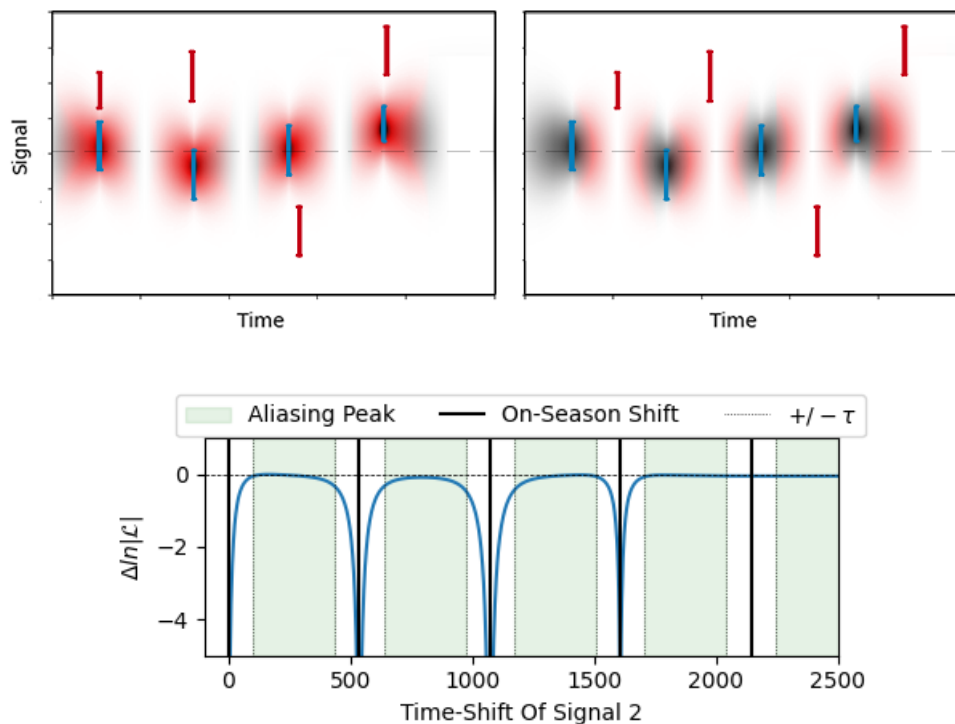 Signal
Time
Time
Aliasing Peak
On-Season Shift
+/− τ
Δln|ℒ|
0
−2
−4
0
500
1000
1500
2000
2500
Time-Shift Of Signal 2